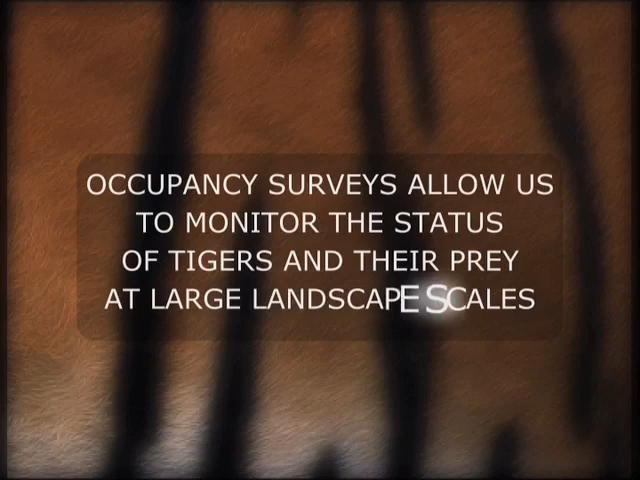 OCCUPANCY SURVEYS ALLOW US
TO MONITOR THE STATUS
OF TIGERS AND THEIR PREY
AT LARGE LANDSCAPE SCALES